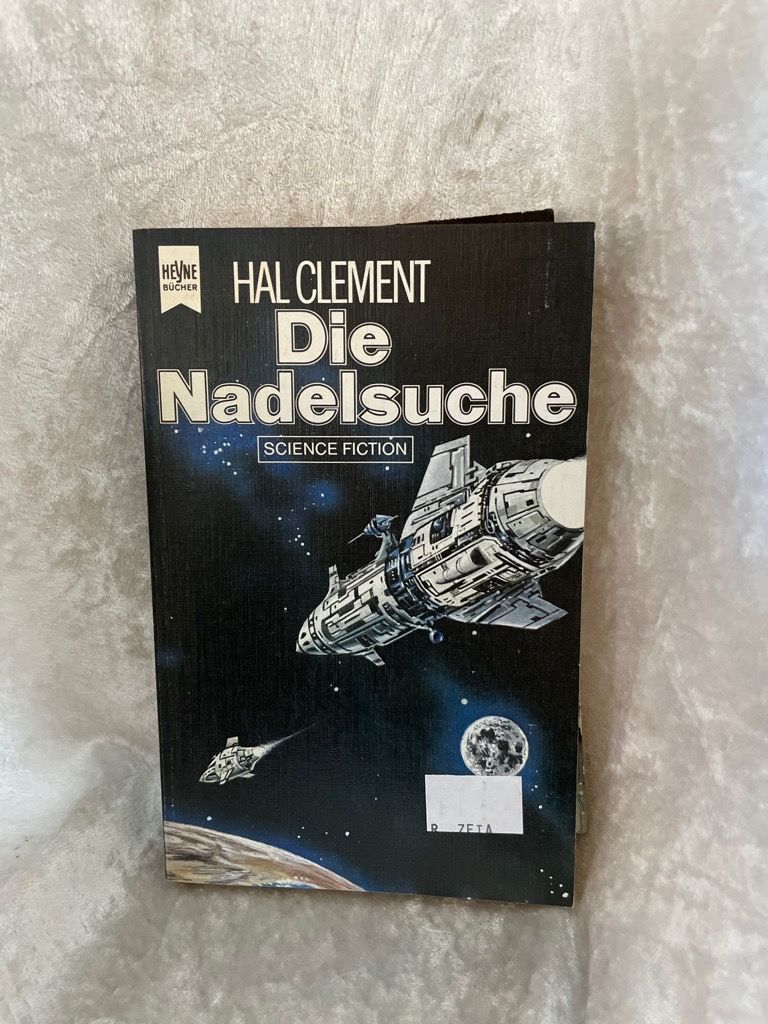 HEYNE
BÜCHER
HAL CLEMENT
Die
Nadelsuche
SCIENCE FICTION
ZETA